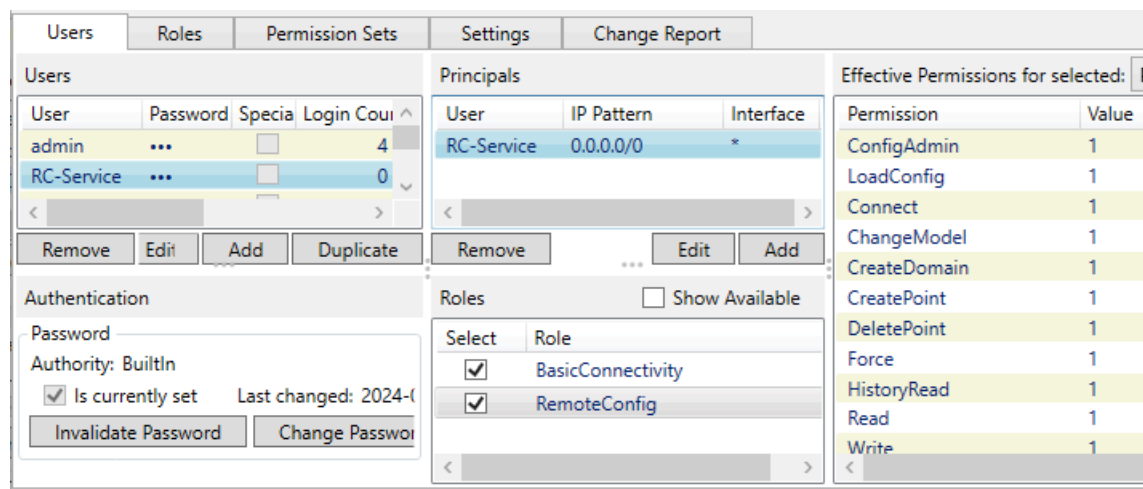 Users Roles Permission Sets Settings Change Report
Users
User Password Specia Login Cou
admin ••• 4
RC-Service ••• 0
Remove Edit Add Duplicate
Authentication
Password
Authority: BuiltIn
Is currently set Last changed: 2024-0
Invalidate Password Change Passwor
Principals
User IP Pattern Interface
RC-Service 0.0.0.0/0 *
Remove Edit Add
Roles Show Available
Select Role
BasicConnectivity
RemoteConfig
Effective Permissions for selected:
Permission Value
ConfigAdmin 1
LoadConfig 1
Connect 1
ChangeModel 1
CreateDomain 1
CreatePoint 1
DeletePoint 1
Force 1
HistoryRead 1
Read 1
Write 1